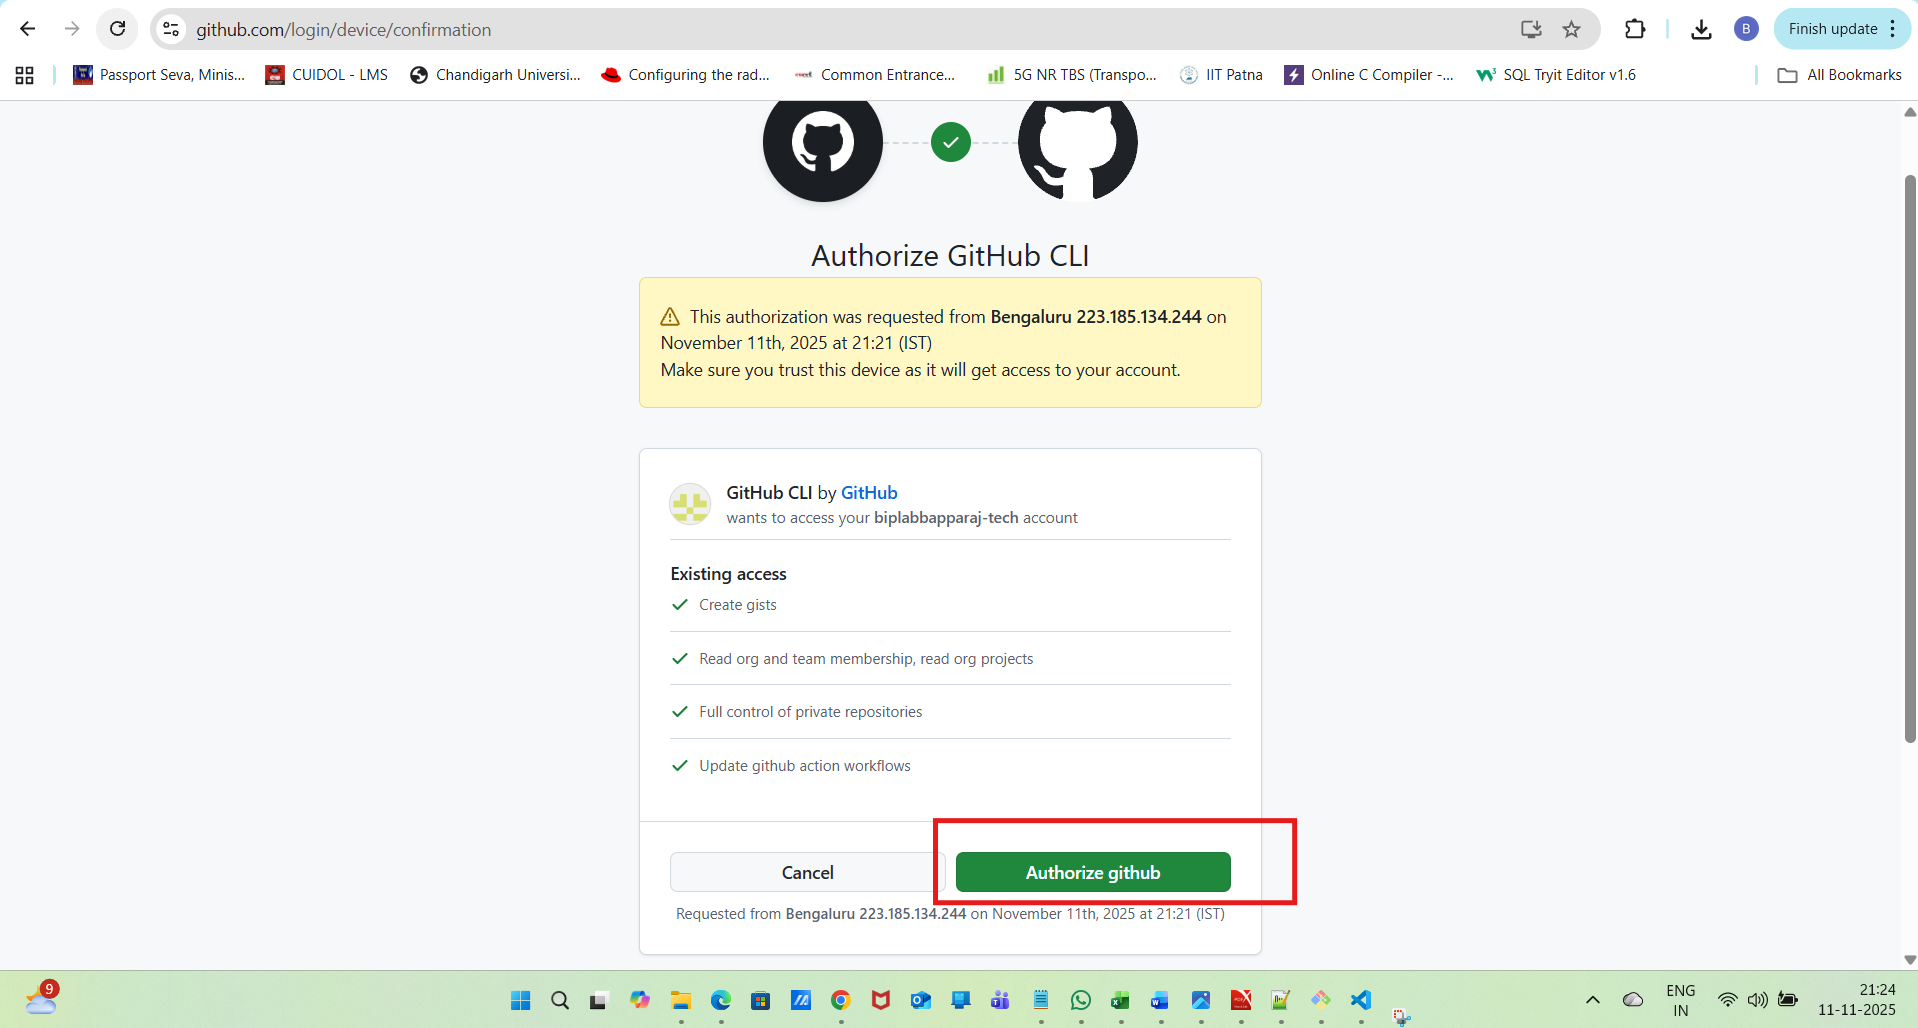 github.com/login/device/confirmation
Finish update
B
Passport Seva, Minis...
CUIDOL - LMS
Chandigarh Universi...
Configuring the rad...
Common Entrance...
5G NR TBS (Transpo...
IIT Patna
Online C Compiler -...
SQL Tryit Editor v1.6
All Bookmarks
Authorize GitHub CLI
This authorization was requested from Bengaluru 223.185.134.244 on
November 11th, 2025 at 21:21 (IST)
Make sure you trust this device as it will get access to your account.
GitHub CLI by GitHub
wants to access your biplabbapparaj-tech account
Existing access
Create gists
Read org and team membership, read org projects
Full control of private repositories
Update github action workflows
Cancel
Authorize github
Requested from Bengaluru 223.185.134.244 on November 11th, 2025 at 21:21 (IST)
9
ENG
IN
21:24
11-11-2025